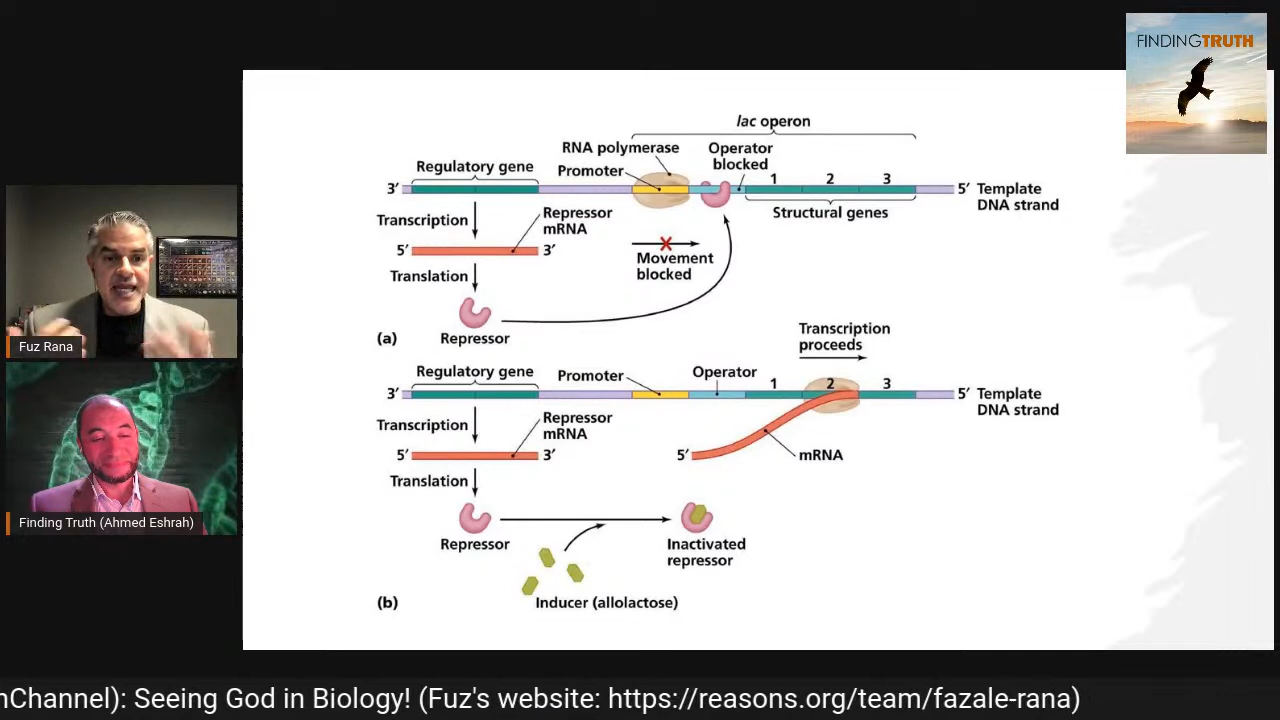 FINDINGTRUTH
lac operon
RNA polymerase
Operator
blocked
Regulatory gene
Promoter
1 2 3
3′
5′ Template
DNA strand
Structural genes
Transcription
Repressor
mRNA
5′ 3′
Movement
blocked
Translation
(a)
Repressor
Transcription
proceeds
Regulatory gene
Promoter
Operator
1 2 3
3′
5′ Template
DNA strand
Transcription
Repressor
mRNA
5′ 3′
5′
mRNA
Translation
Repressor
Inactivated
repressor
(b)
Inducer (allolactose)
Fuz Rana
Finding Truth (Ahmed Eshrah)
nChannel): Seeing God in Biology! (Fuz's website: https://reasons.org/team/fazale-rana)